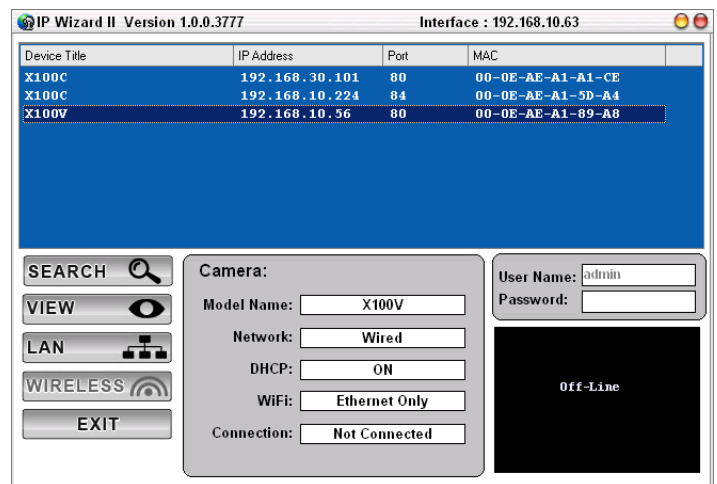 IP Wizard II Version 1.0.0.3777 Interface : 192.168.10.63
Device Title IP Address Port MAC
X100C 192.168.30.101 80 00-0E-AE-A1-A1-CE
X100C 192.168.10.224 84 00-0E-AE-A1-5D-A4
X100V 192.168.10.56 80 00-0E-AE-A1-89-A8
SEARCH
VIEW
LAN
WIRELESS
EXIT
Camera:
Model Name: X100V
Network: Wired
DHCP: ON
WiFi: Ethernet Only
Connection: Not Connected
User Name: admin
Password:
Off-Line